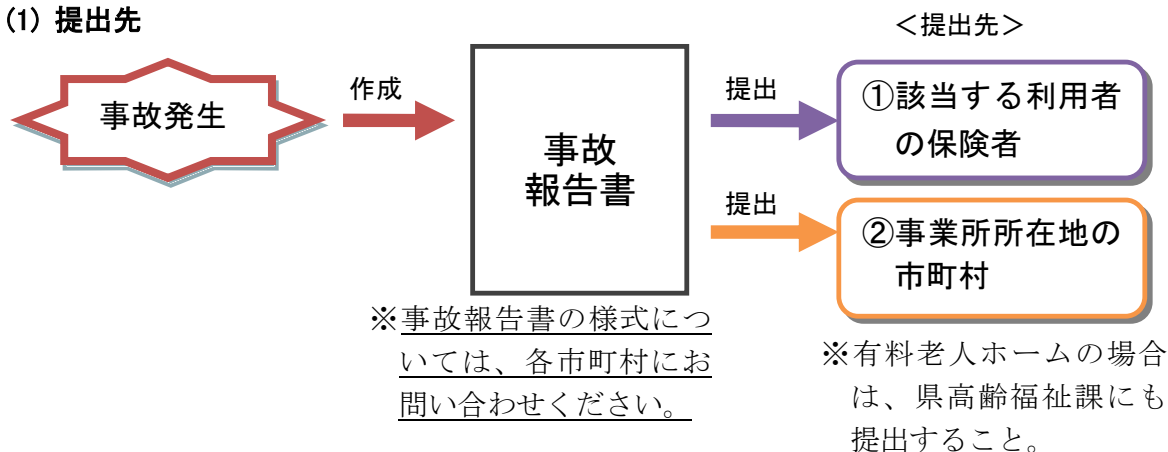 (1) 提出先
＜提出先＞
事故発生
作成
事故
報告書
提出
①該当する利用者
の保険者
提出
②事業所所在地の
市町村
※事故報告書の様式につ
いては、各市町村にお
問い合わせください。
※有料老人ホームの場合
は、県高齢福祉課にも
提出すること。